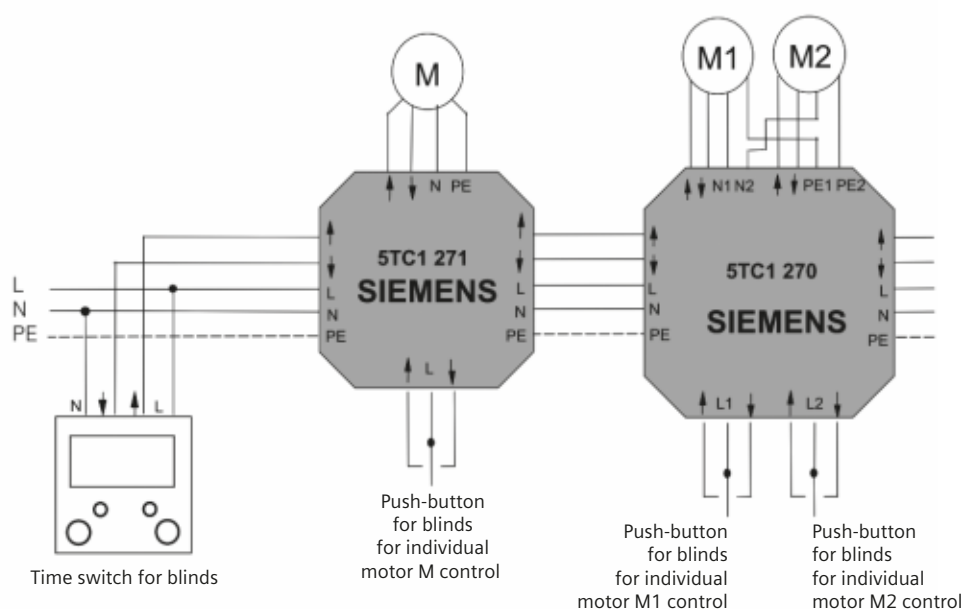 M
M1 M2
N PE
N1 N2 PE1 PE2
5TC1 271
SIEMENS
5TC1 270
SIEMENS
L
N
PE
L
N
PE
L
N
PE
L
N
PE
L
N
PE
N L
L
L1 L2
Time switch for blinds
Push-button
for blinds
for individual
motor M control
Push-button
for blinds
for individual
motor M1 control
Push-button
for blinds
for individual
motor M2 control